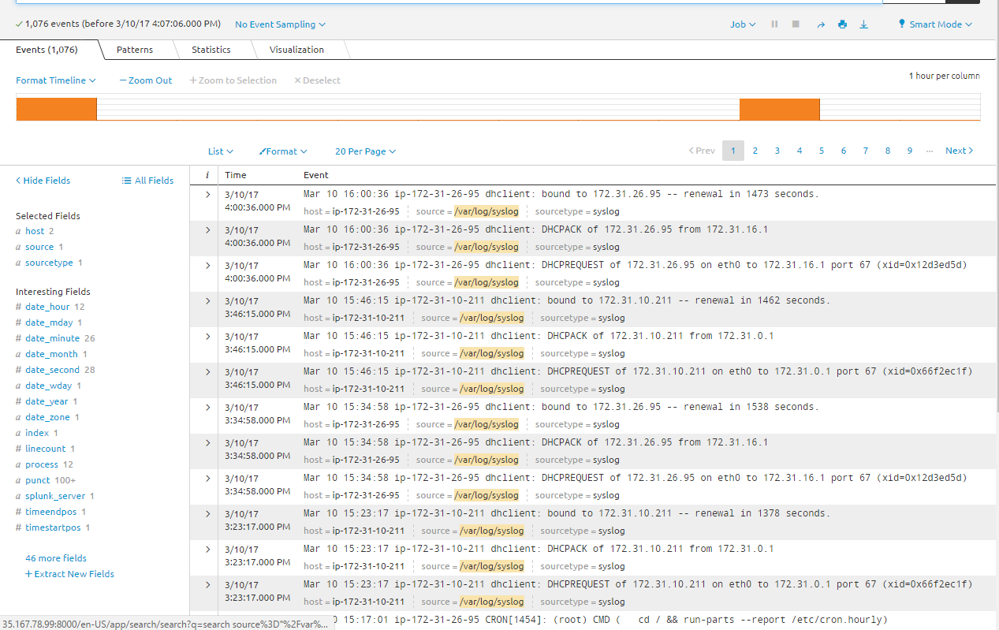 ✓ 1,076 events (before 3/10/17 4:07:06.000 PM) No Event Sampling Job Smart Mode
Events (1,076) Patterns Statistics Visualization
Format Timeline — Zoom Out + Zoom to Selection × Deselect 1 hour per column
List Format 20 Per Page < Prev 1 2 3 4 5 6 7 8 9 ... Next >
< Hide Fields All Fields
Selected Fields
a host 2
a source 1
a sourcetype 1
Interesting Fields
# date_hour 12
# date_mday 1
# date_minute 26
a date_month 1
# date_second 28
a date_wday 1
# date_year 1
a date_zone 1
a index 1
# linecount 1
a process 12
a punct 100+
a splunk_server 1
# timeendpos 1
# timestartpos 1
46 more fields
+ Extract New Fields
i Time Event
> 3/10/17 4:00:36.000 PM Mar 10 16:00:36 ip-172-31-26-95 dhclient: bound to 172.31.26.95 -- renewal in 1473 seconds.
host = ip-172-31-26-95 source = /var/log/syslog sourcetype = syslog
> 3/10/17 4:00:36.000 PM Mar 10 16:00:36 ip-172-31-26-95 dhclient: DHCPACK of 172.31.26.95 from 172.31.16.1
host = ip-172-31-26-95 source = /var/log/syslog sourcetype = syslog
> 3/10/17 4:00:36.000 PM Mar 10 16:00:36 ip-172-31-26-95 dhclient: DHCPREQUEST of 172.31.26.95 on eth0 to 172.31.16.1 port 67 (xid=0x12d3ed5d)
host = ip-172-31-26-95 source = /var/log/syslog sourcetype = syslog
> 3/10/17 3:46:15.000 PM Mar 10 15:46:15 ip-172-31-10-211 dhclient: bound to 172.31.10.211 -- renewal in 1462 seconds.
host = ip-172-31-10-211 source = /var/log/syslog sourcetype = syslog
> 3/10/17 3:46:15.000 PM Mar 10 15:46:15 ip-172-31-10-211 dhclient: DHCPACK of 172.31.10.211 from 172.31.0.1
host = ip-172-31-10-211 source = /var/log/syslog sourcetype = syslog
> 3/10/17 3:46:15.000 PM Mar 10 15:46:15 ip-172-31-10-211 dhclient: DHCPREQUEST of 172.31.10.211 on eth0 to 172.31.0.1 port 67 (xid=0x66f2ec1f)
host = ip-172-31-10-211 source = /var/log/syslog sourcetype = syslog
> 3/10/17 3:34:58.000 PM Mar 10 15:34:58 ip-172-31-26-95 dhclient: bound to 172.31.26.95 -- renewal in 1538 seconds.
host = ip-172-31-26-95 source = /var/log/syslog sourcetype = syslog
> 3/10/17 3:34:58.000 PM Mar 10 15:34:58 ip-172-31-26-95 dhclient: DHCPACK of 172.31.26.95 from 172.31.16.1
host = ip-172-31-26-95 source = /var/log/syslog sourcetype = syslog
> 3/10/17 3:34:58.000 PM Mar 10 15:34:58 ip-172-31-26-95 dhclient: DHCPREQUEST of 172.31.26.95 on eth0 to 172.31.16.1 port 67 (xid=0x12d3ed5d)
host = ip-172-31-26-95 source = /var/log/syslog sourcetype = syslog
> 3/10/17 3:23:17.000 PM Mar 10 15:23:17 ip-172-31-10-211 dhclient: bound to 172.31.10.211 -- renewal in 1378 seconds.
host = ip-172-31-10-211 source = /var/log/syslog sourcetype = syslog
> 3/10/17 3:23:17.000 PM Mar 10 15:23:17 ip-172-31-10-211 dhclient: DHCPACK of 172.31.10.211 from 172.31.0.1
host = ip-172-31-10-211 source = /var/log/syslog sourcetype = syslog
> 3/10/17 3:23:17.000 PM Mar 10 15:23:17 ip-172-31-10-211 dhclient: DHCPREQUEST of 172.31.10.211 on eth0 to 172.31.0.1 port 67 (xid=0x66f2ec1f)
host = ip-172-31-10-211 source = /var/log/syslog sourcetype = syslog
0 15:17:01 ip-172-31-26-95 CRON[1454]: (root) CMD ( cd / && run-parts --report /etc/cron.hourly)
35.167.78.99:8000/en-US/app/search/search?q=search source%3D"%2Fvar%...